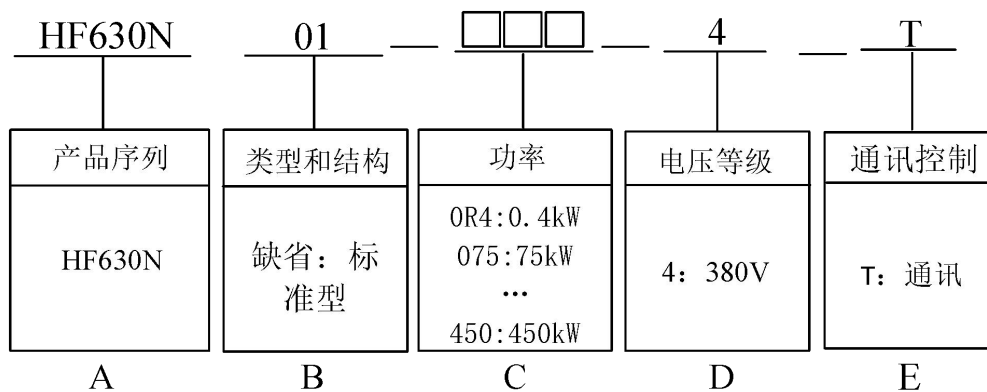 HF630N 01 — □□□ — 4 — T
产品序列 类型和结构 功率 电压等级 通讯控制
HF630N
缺省：标
准型
0R4:0.4kW
075:75kW
...
450:450kW
4：380V
T：通讯
A B C D E